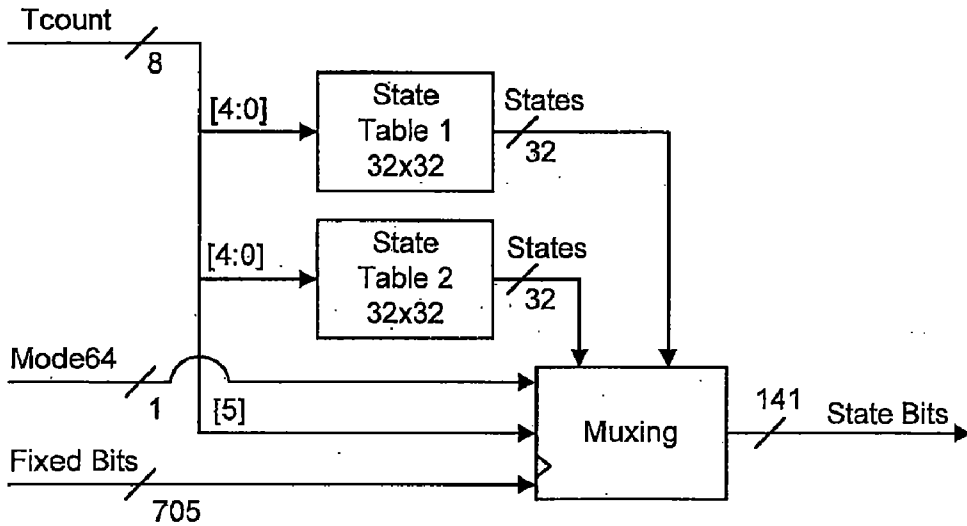 Tcount
8
[4:0]
State
Table 1
32x32
States
32
[4:0]
State
Table 2
32x32
States
32
Mode64
1
[5]
Fixed Bits
705
Muxing
141
State Bits